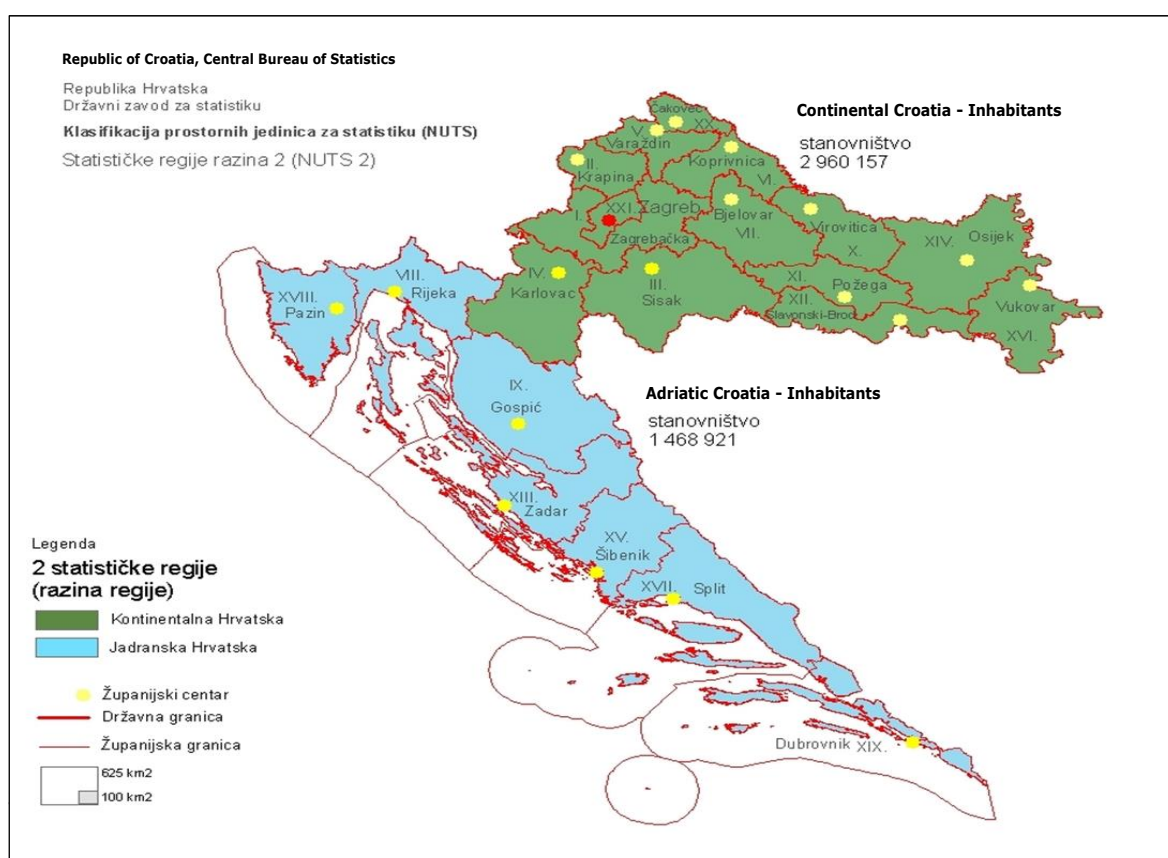 Republic of Croatia, Central Bureau of Statistics
Republika Hrvatska
Državni zavod za statistiku
Klasifikacija prostornih jedinica za statistiku (NUTS)
Statističke regije razina 2 (NUTS 2)
Continental Croatia - Inhabitants
stanovništvo
2 960 157
Čakovec
XX.
V.
Varaždin
II.
Krapina
Koprivnica
VI.
I.
XXI. Zagreb
Zagrebačka
Bjelovar
VII.
Virovitica
X.
XIV.
Osijek
IV.
Karlovac
III.
Sisak
XI.
Požega
XII.
Slavonski-Brod
Vukovar
XVI.
VIII.
Rijeka
XVIII.
Pazin
Adriatic Croatia - Inhabitants
stanovništvo
1 468 921
IX.
Gospić
XIII.
Zadar
XV.
Šibenik
XVII.
Split
Dubrovnik XIX.
Legenda
2 statističke regije
(razina regije)
Kontinentalna Hrvatska
Jadranska Hrvatska
Županijski centar
Državna granica
Županijska granica
625 km2
100 km2